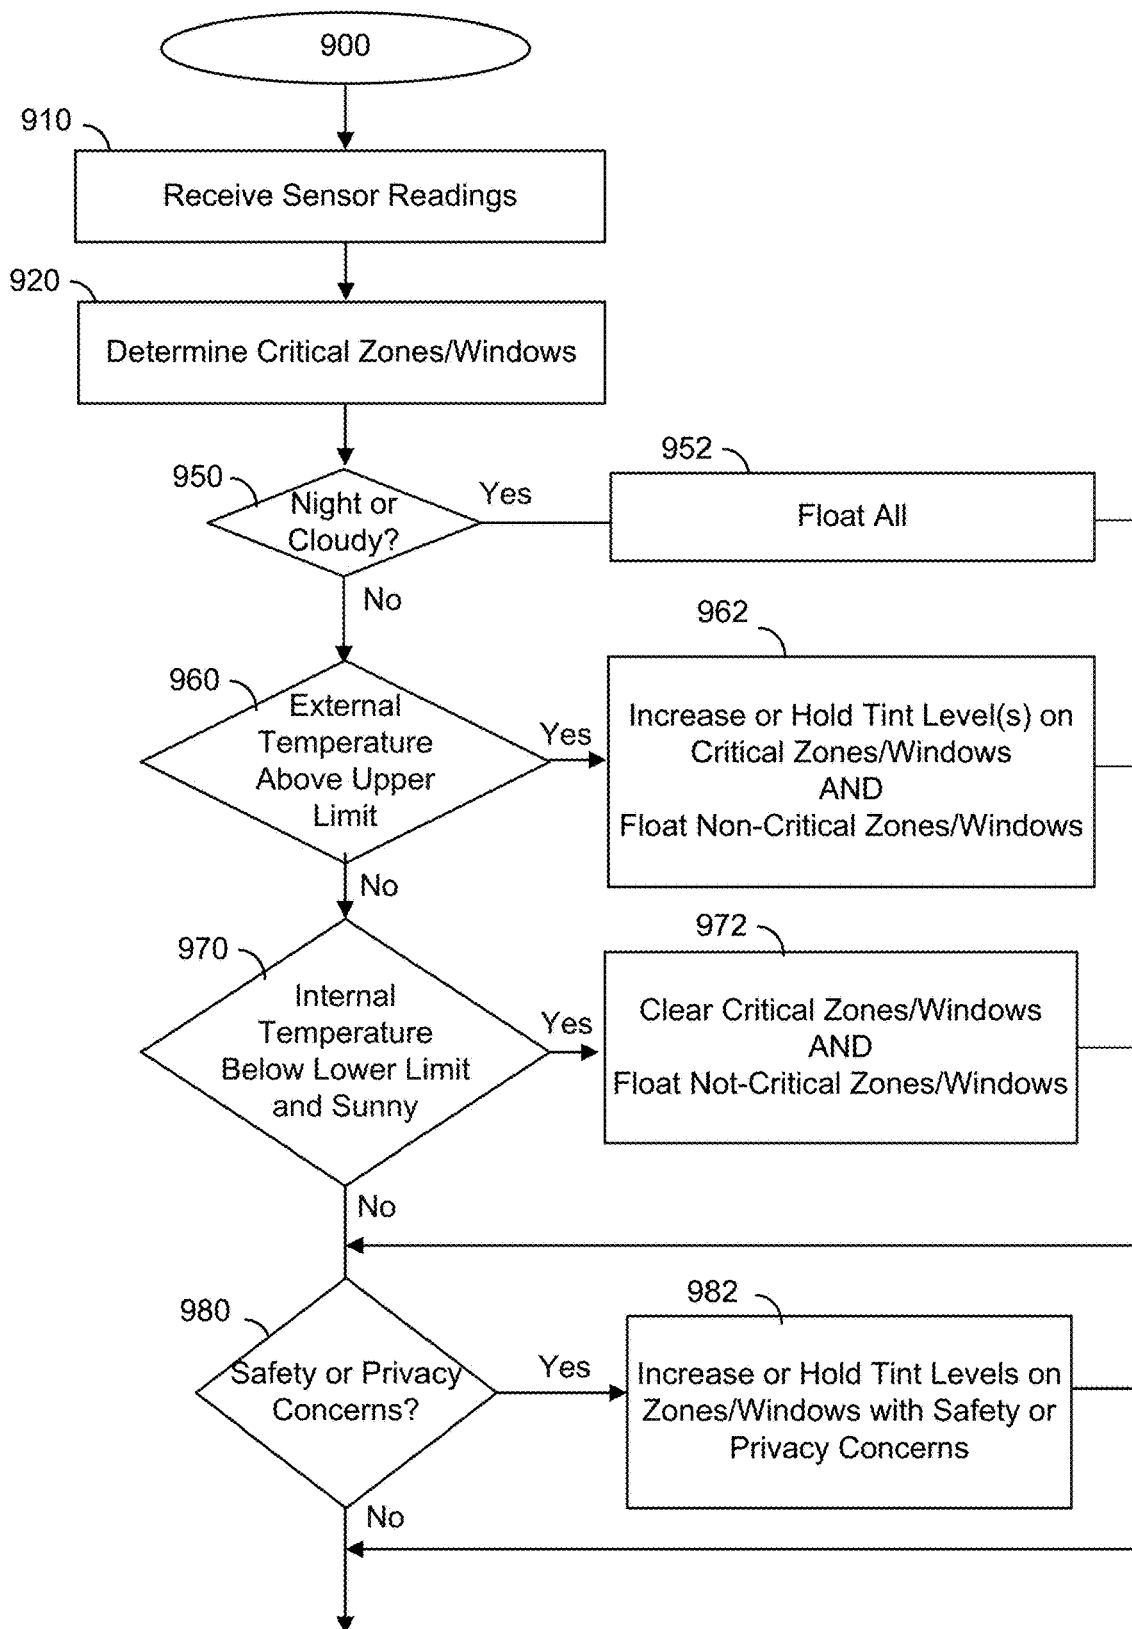 900
910
Receive Sensor Readings
920
Determine Critical Zones/Windows
950
Night or
Cloudy?
Yes
952
Float All
No
960
External
Temperature
Above Upper
Limit
Yes
962
Increase or Hold Tint Level(s) on
Critical Zones/Windows
AND
Float Non-Critical Zones/Windows
No
970
Internal
Temperature
Below Lower Limit
and Sunny
Yes
972
Clear Critical Zones/Windows
AND
Float Not-Critical Zones/Windows
No
980
Safety or Privacy
Concerns?
Yes
982
Increase or Hold Tint Levels on
Zones/Windows with Safety or
Privacy Concerns
No